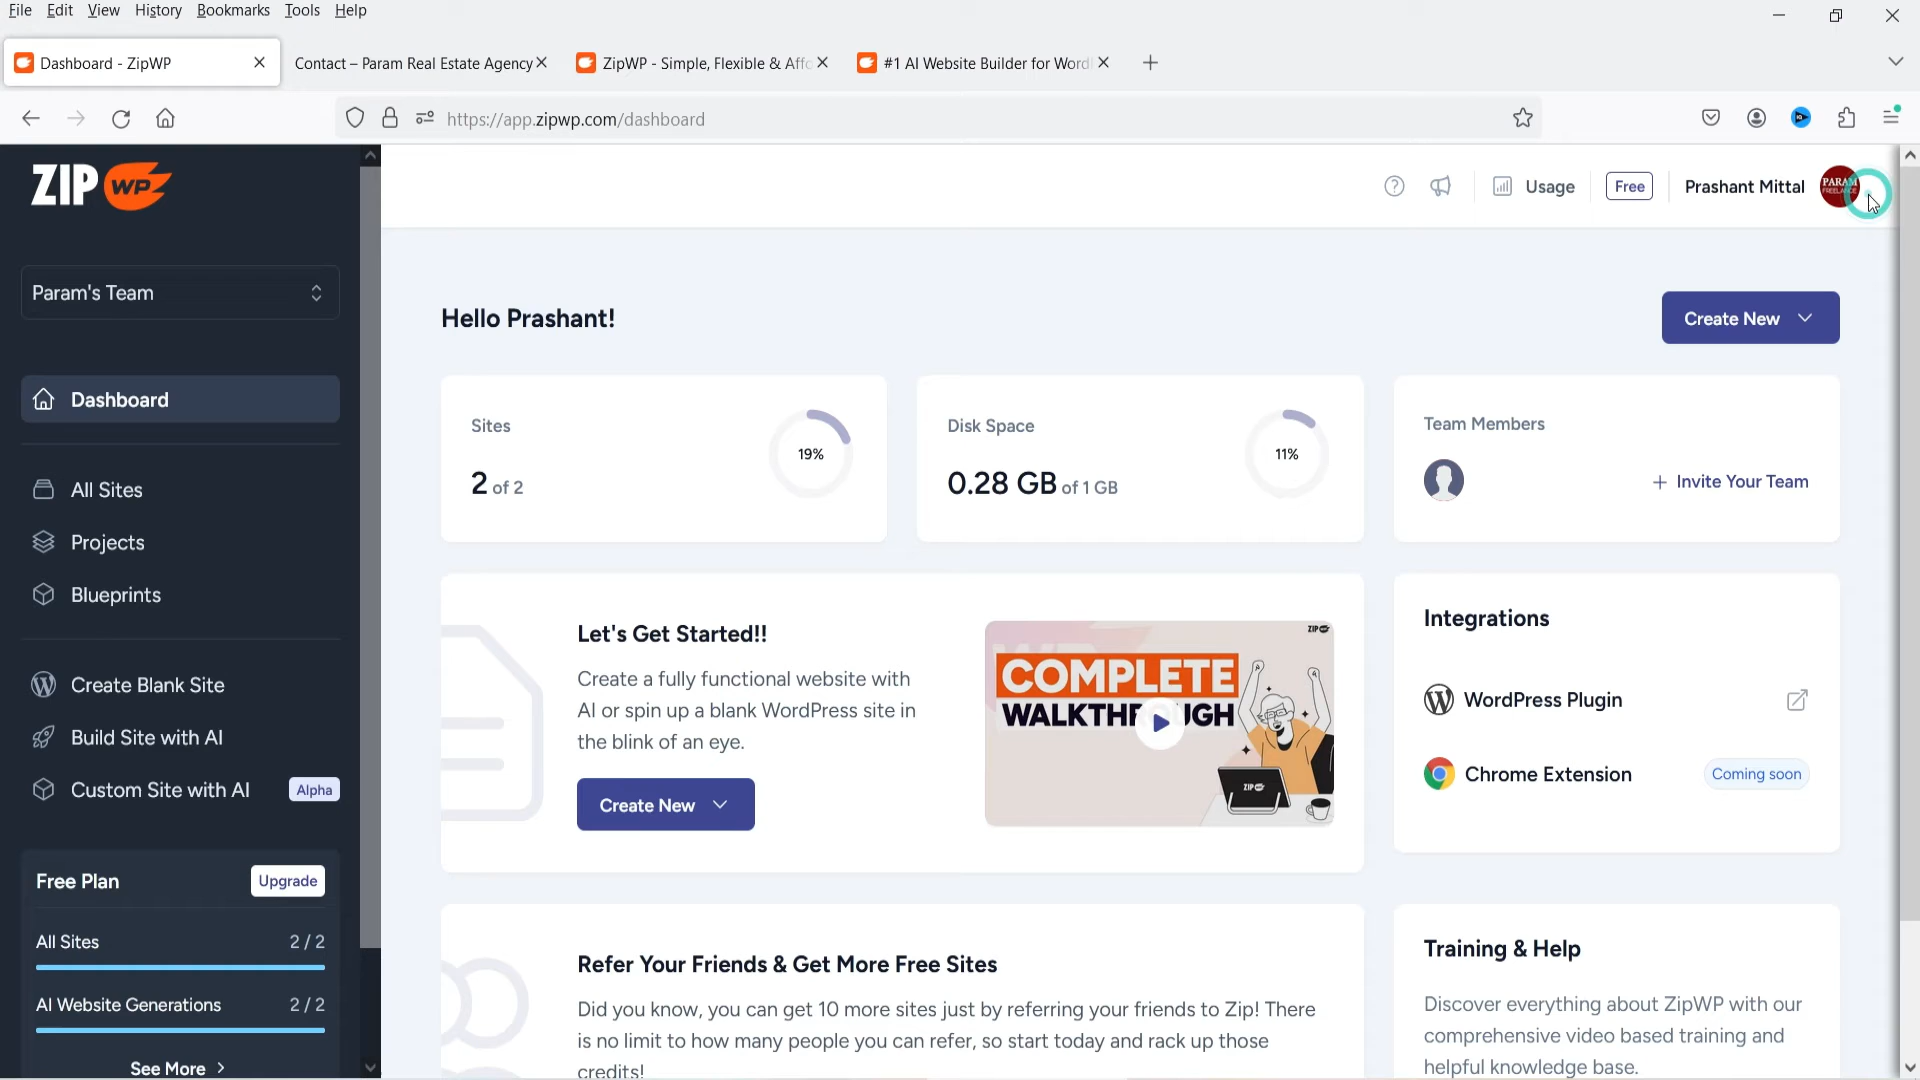 File Edit View History Bookmarks Tools Help
Dashboard - ZipWP
Contact – Param Real Estate Agency
ZipWP - Simple, Flexible & Affo
#1 AI Website Builder for Word
https://app.zipwp.com/dashboard
ZIP WP
Usage
Free
Prashant Mittal
PARAM
FREELANCE
Param's Team
Hello Prashant!
Create New
Dashboard
Sites
19%
2 of 2
Disk Space
11%
0.28 GB of 1 GB
Team Members
+ Invite Your Team
All Sites
Projects
Blueprints
Let's Get Started!!
Create a fully functional website with
AI or spin up a blank WordPress site in
the blink of an eye.
Create New
ZIP
COMPLETE
WALKTHR UGH
ZIP
Integrations
WordPress Plugin
Chrome Extension
Coming soon
Create Blank Site
Build Site with AI
Custom Site with AI
Alpha
Free Plan
Upgrade
All Sites 2 / 2
AI Website Generations 2 / 2
See More
Refer Your Friends & Get More Free Sites
Did you know, you can get 10 more sites just by referring your friends to Zip! There
is no limit to how many people you can refer, so start today and rack up those
credits!
Training & Help
Discover everything about ZipWP with our
comprehensive video based training and
helpful knowledge base.